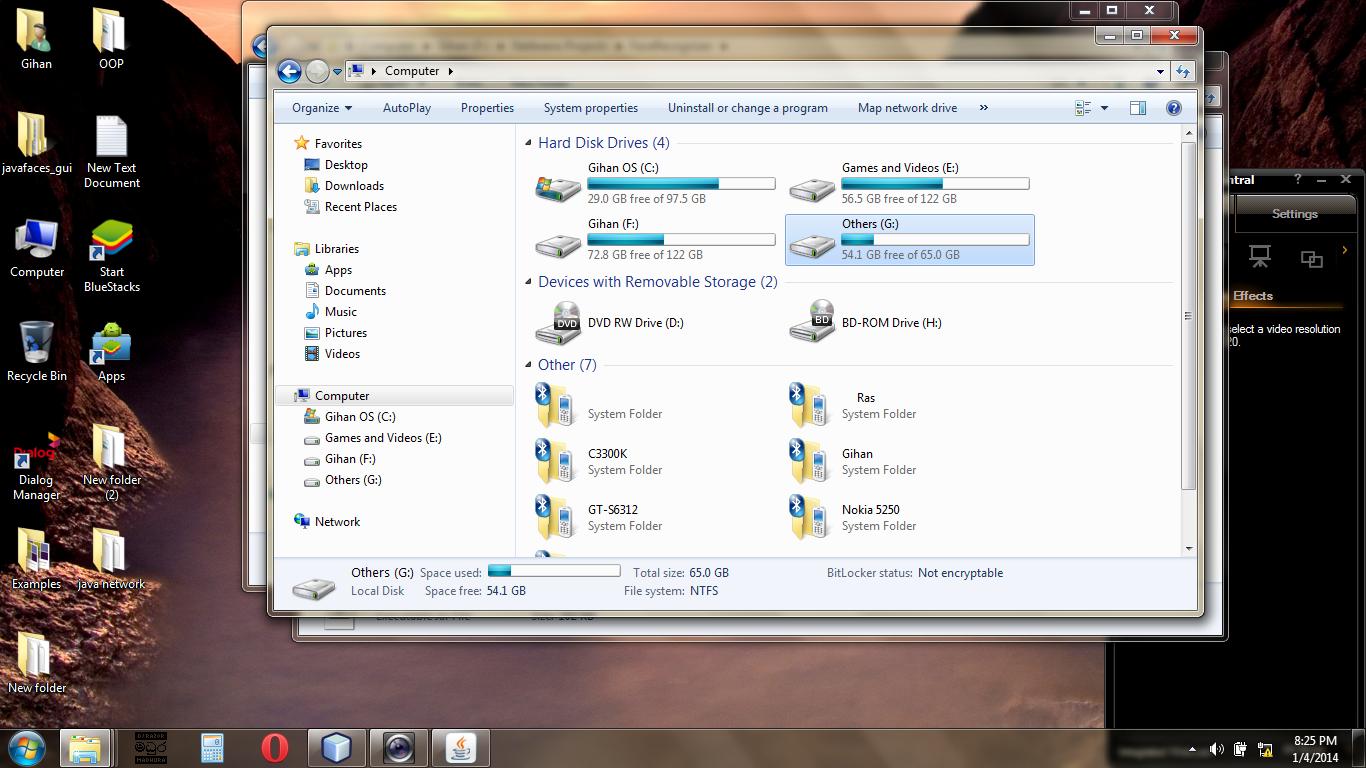 Gihan
OOP
javafaces_gui
New Text
Document
Computer
Start
BlueStacks
Recycle Bin
Apps
Dialog
Dialog
Manager
New folder
(2)
Examples
java network
New folder
Computer
Organize
AutoPlay
Properties
System properties
Uninstall or change a program
Map network drive
»
Favorites
Desktop
Downloads
Recent Places
Libraries
Apps
Documents
Music
Pictures
Videos
Computer
Gihan OS (C:)
Games and Videos (E:)
Gihan (F:)
Others (G:)
Network
Hard Disk Drives (4)
Gihan OS (C:)
29.0 GB free of 97.5 GB
Games and Videos (E:)
56.5 GB free of 122 GB
Gihan (F:)
72.8 GB free of 122 GB
Others (G:)
54.1 GB free of 65.0 GB
Devices with Removable Storage (2)
DVD
DVD RW Drive (D:)
BD
BD-ROM Drive (H:)
Other (7)
System Folder
Ras
System Folder
C3300K
System Folder
Gihan
System Folder
GT-S6312
System Folder
Nokia 5250
System Folder
Others (G:) Space used: Total size: 65.0 GB BitLocker status: Not encryptable
Local Disk Space free: 54.1 GB File system: NTFS
Executable Jar File
ntral
?
Settings
Effects
select a video resolution
20.
මධුර
MADHURA
8:25 PM
1/4/2014